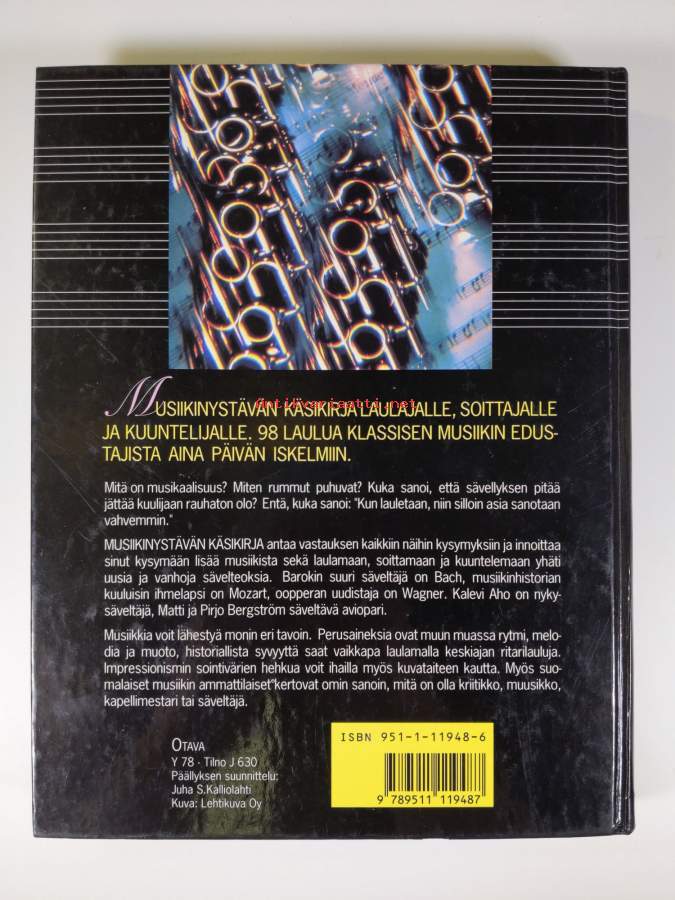 Antikvariaatti.net
MUSIIKINYSTÄVÄN KÄSIKIRJA LAULAJALLE, SOITTAJALLE
JA KUUNTELIJALLE. 98 LAULUA KLASSISEN MUSIIKIN EDUS-
TAJISTA AINA PÄIVÄN ISKELMIIN.
Mitä on musikaalisuus? Miten rummut puhuvat? Kuka sanoi, että sävellyksen pitää
jättää kuulijaan rauhaton olo? Entä, kuka sanoi: "Kun lauletaan, niin silloin asia sanotaan
vahvemmin."
MUSIIKINYSTÄVÄN KÄSIKIRJA antaa vastauksen kaikkiin näihin kysymyksiin ja innoittaa
sinut kysymään lisää musiikista sekä laulamaan, soittamaan ja kuuntelemaan yhäti
uusia ja vanhoja sävelteoksia. Barokin suuri säveltäjä on Bach, musiikinhistorian
kuuluisin ihmelapsi on Mozart, oopperan uudistaja on Wagner. Kalevi Aho on nyky-
säveltäjä, Matti ja Pirjo Bergström säveltävä aviopari.
Musiikkia voit lähestyä monin eri tavoin. Perusaineksia ovat muun muassa rytmi, melo-
dia ja muoto, historiallista syvyyttä saat vaikkapa laulamalla keskiajan ritarilauluja.
Impressionismin sointivärien hehkua voit ihailla myös kuvataiteen kautta. Myös suo-
malaiset musiikin ammattilaiset kertovat omin sanoin, mitä on olla kriitikko, muusikko,
kapellimestari tai säveltäjä.
OTAVA
Y 78 · Tilno J 630
Päällyksen suunnittelu:
Juha S.Kalliolahti
Kuva: Lehtikuva Oy
ISBN 951-1-11948-6
9 789511 119487